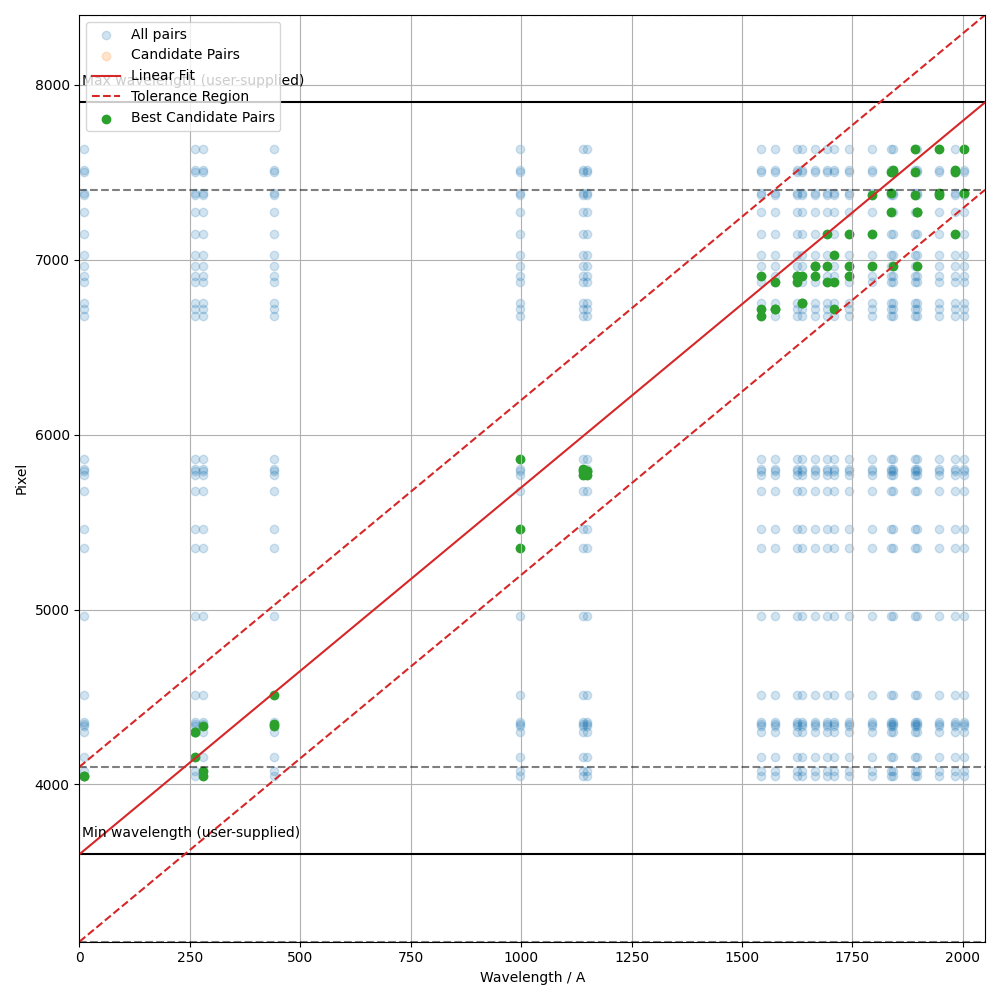 All pairs
Candidate Pairs
Linear Fit
Tolerance Region
Best Candidate Pairs
Max wavelength (user-supplied)
8000
7000
6000
5000
4000
Pixel
Min wavelength (user-supplied)
0 250 500 750 1000 1250 1500 1750 2000
Wavelength / A